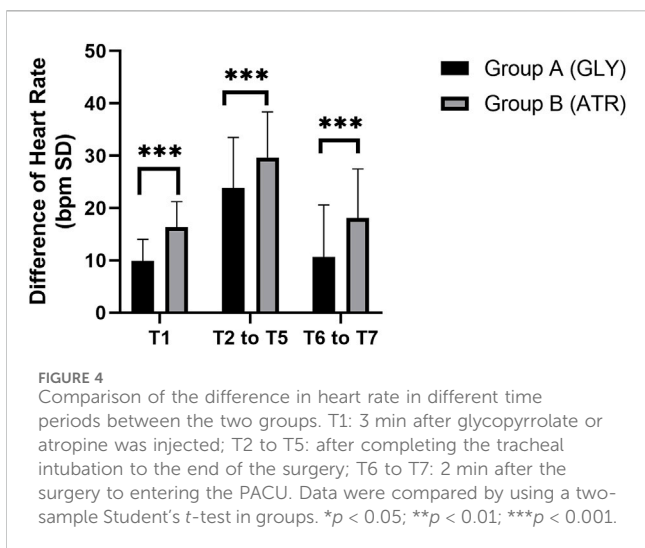 50
40
30
20
10
0
Difference of Heart Rate
(bpm SD)
***
***
***
T1
T2 to T5
T6 to T7
Group A (GLY)
Group B (ATR)
FIGURE 4
Comparison of the difference in heart rate in different time
periods between the two groups. T1: 3 min after glycopyrrolate or
atropine was injected; T2 to T5: after completing the tracheal
intubation to the end of the surgery; T6 to T7: 2 min after the
surgery to entering the PACU. Data were compared by using a two-
sample Student's t-test in groups. *p < 0.05; **p < 0.01; ***p < 0.001.